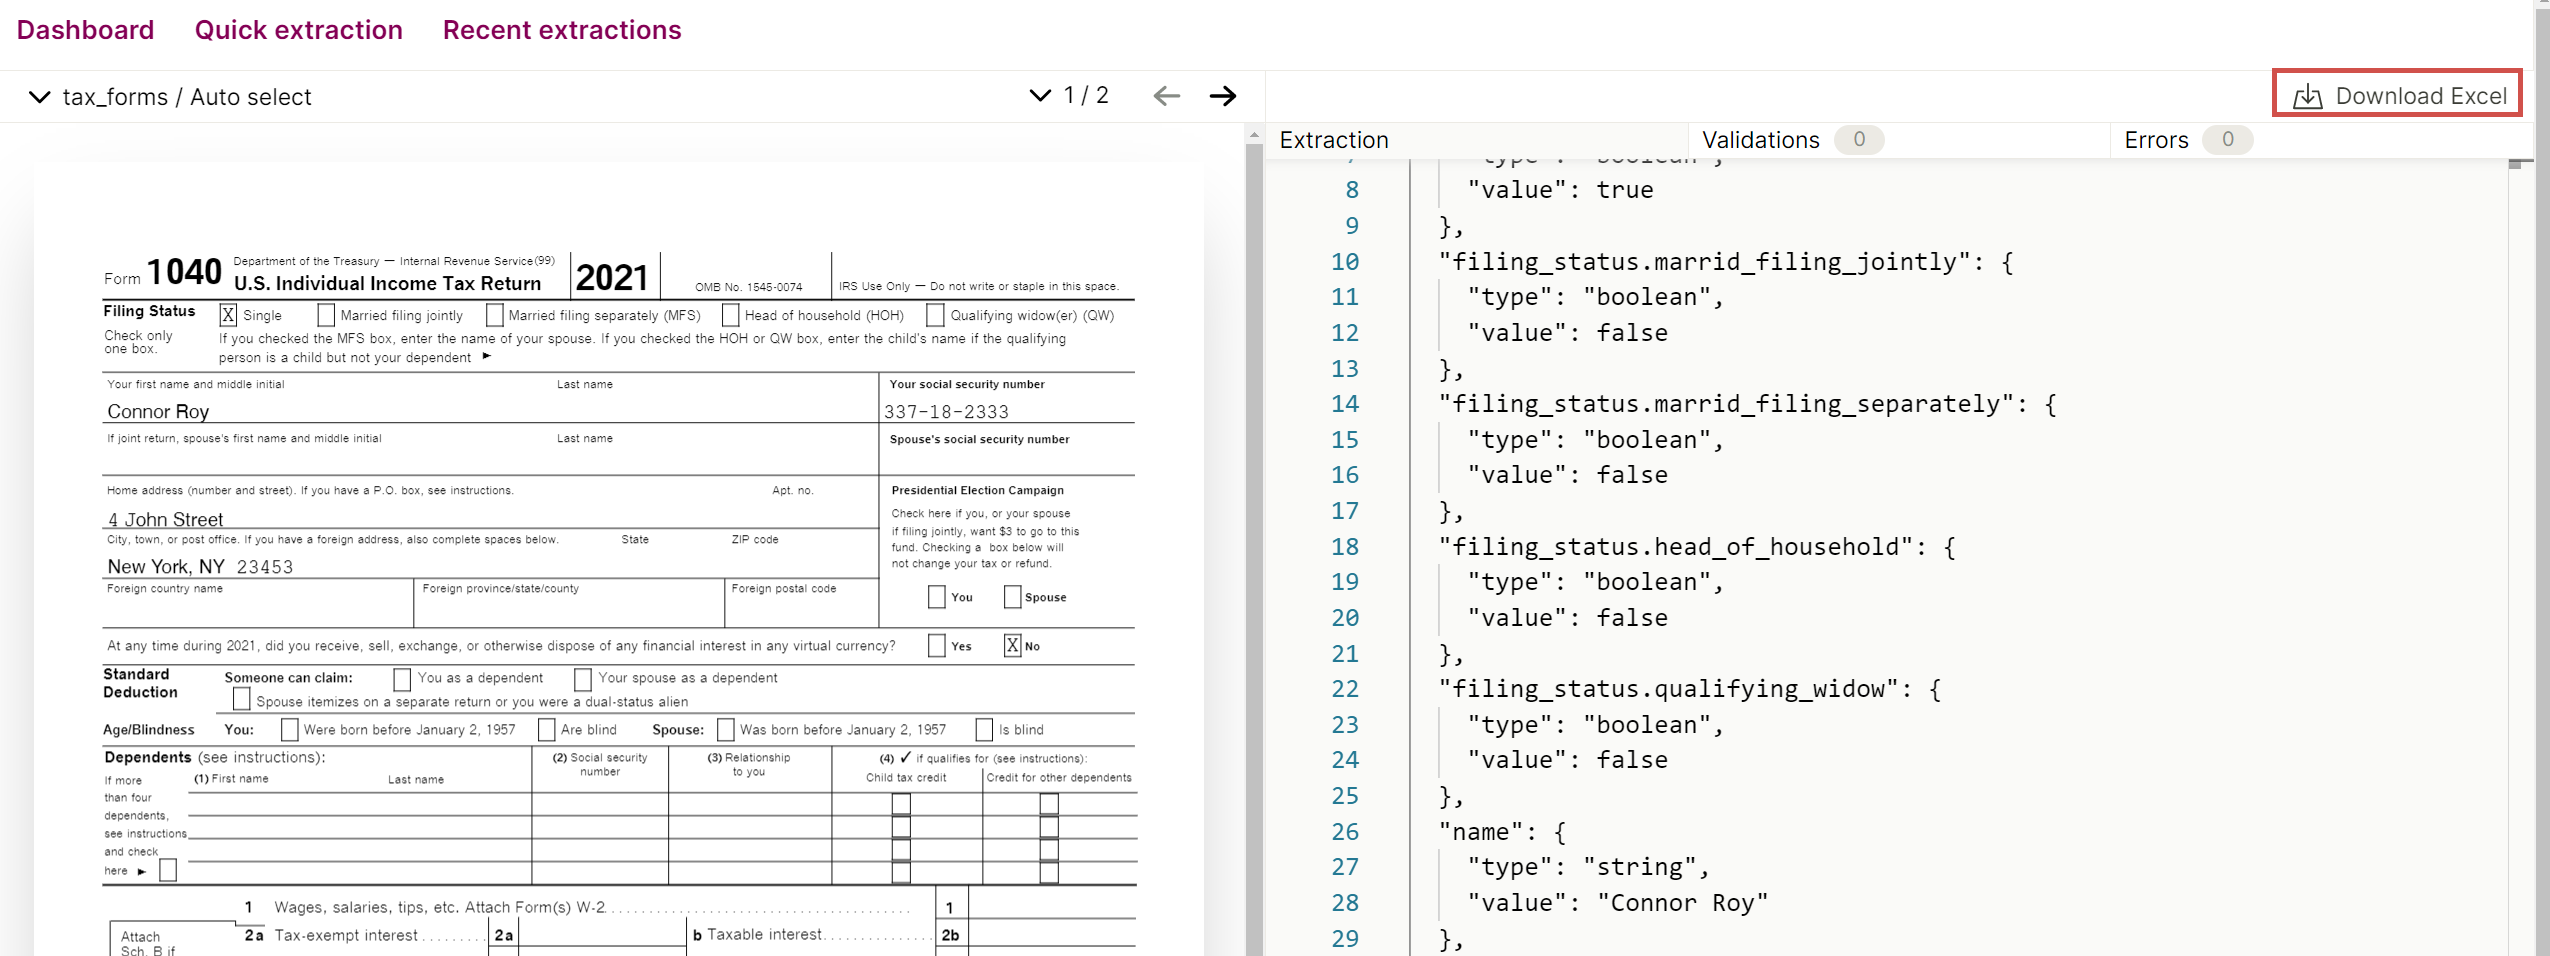 Dashboard Quick extraction Recent extractions
tax_forms / Auto select 1 / 2
Download Excel
Form 1040 Department of the Treasury — Internal Revenue Service (99)
U.S. Individual Income Tax Return 2021 OMB No. 1545-0074 IRS Use Only — Do not write or staple in this space.
Filing Status X Single Married filing jointly Married filing separately (MFS) Head of household (HOH) Qualifying widow(er) (QW)
Check only
one box.
If you checked the MFS box, enter the name of your spouse. If you checked the HOH or QW box, enter the child's name if the qualifying
person is a child but not your dependent ►
Your first name and middle initial Last name Your social security number
Connor Roy 337-18-2333
If joint return, spouse's first name and middle initial Last name Spouse's social security number
Home address (number and street). If you have a P.O. box, see instructions. Apt. no.
4 John Street
City, town, or post office. If you have a foreign address, also complete spaces below. State ZIP code
New York, NY 23453
Foreign country name Foreign province/state/county Foreign postal code
Presidential Election Campaign
Check here if you, or your spouse
if filing jointly, want $3 to go to this
fund. Checking a box below will
not change your tax or refund.
You Spouse
At any time during 2021, did you receive, sell, exchange, or otherwise dispose of any financial interest in any virtual currency? Yes X No
Standard
Deduction
Someone can claim: You as a dependent Your spouse as a dependent
Spouse itemizes on a separate return or you were a dual-status alien
Age/Blindness You: Were born before January 2, 1957 Are blind Spouse: Was born before January 2, 1957 Is blind
Dependents (see instructions):
(1) First name Last name
(2) Social security
number
(3) Relationship
to you
(4) ✓ if qualifies for (see instructions):
Child tax credit Credit for other dependents
If more
than four
dependents,
see instructions
and check
here ►
1 Wages, salaries, tips, etc. Attach Form(s) W-2 1
Attach
Sch. B if
2a Tax-exempt interest 2a b Taxable interest 2b
Extraction Validations 0 Errors 0
7 "type": "boolean",
8 "value": true
9 },
10 "filing_status.marrid_filing_jointly": {
11 "type": "boolean",
12 "value": false
13 },
14 "filing_status.marrid_filing_separately": {
15 "type": "boolean",
16 "value": false
17 },
18 "filing_status.head_of_household": {
19 "type": "boolean",
20 "value": false
21 },
22 "filing_status.qualifying_widow": {
23 "type": "boolean",
24 "value": false
25 },
26 "name": {
27 "type": "string",
28 "value": "Connor Roy"
29 },